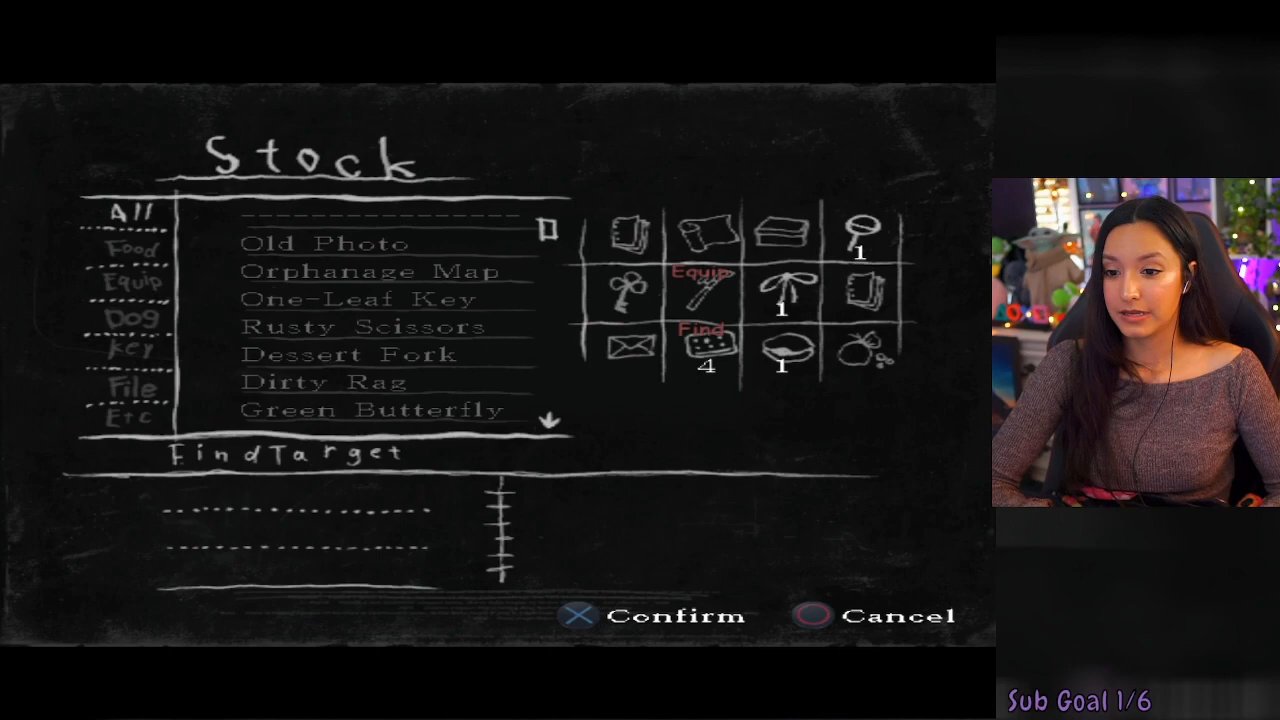 Stock
All
Food
Equip
Dog
Key
File
Etc
Old Photo
Orphanage Map
One-Leaf Key
Rusty Scissors
Dessert Fork
Dirty Rag
Green Butterfly
1
Equip
1
Find
4
1
FindTarget
Confirm
Cancel
Sub Goal 1/6